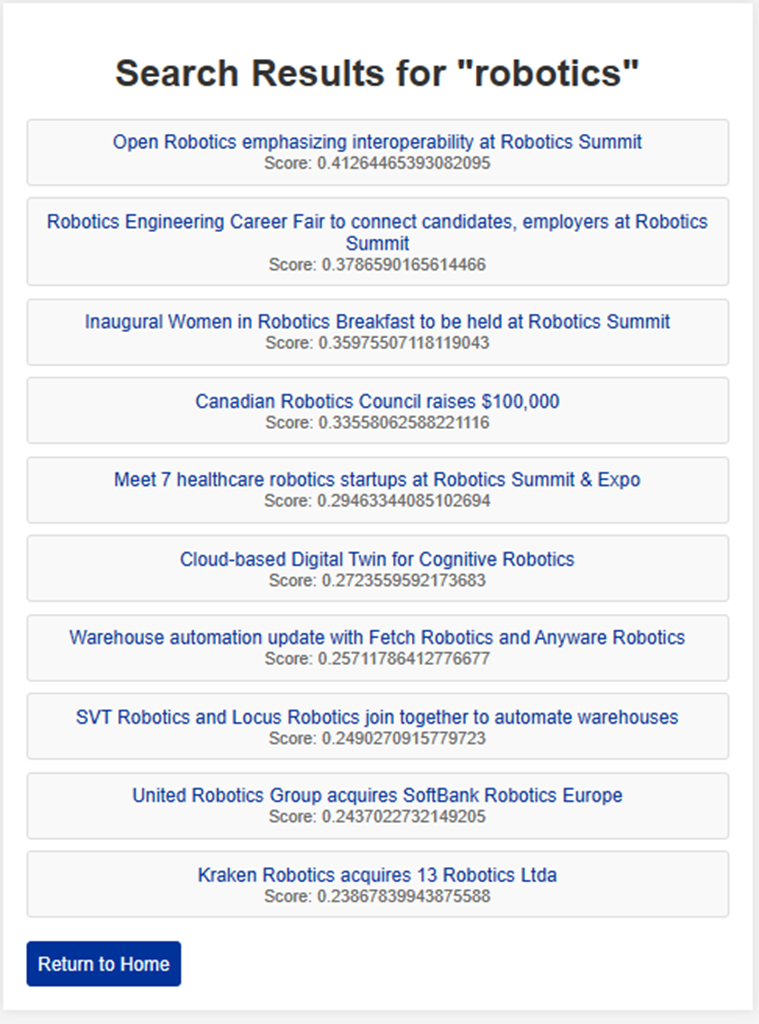 Search Results for "robotics"
Open Robotics emphasizing interoperability at Robotics Summit
Score: 0.41264465393082095
Robotics Engineering Career Fair to connect candidates, employers at Robotics
Summit
Score: 0.3786590165614466
Inaugural Women in Robotics Breakfast to be held at Robotics Summit
Score: 0.35975507118119043
Canadian Robotics Council raises $100,000
Score: 0.33558062588221116
Meet 7 healthcare robotics startups at Robotics Summit & Expo
Score: 0.29463344085102694
Cloud-based Digital Twin for Cognitive Robotics
Score: 0.2723559592173683
Warehouse automation update with Fetch Robotics and Anyware Robotics
Score: 0.25711786412776677
SVT Robotics and Locus Robotics join together to automate warehouses
Score: 0.2490270915779723
United Robotics Group acquires SoftBank Robotics Europe
Score: 0.2437022732149205
Kraken Robotics acquires 13 Robotics Ltda
Score: 0.23867839943875588
Return to Home